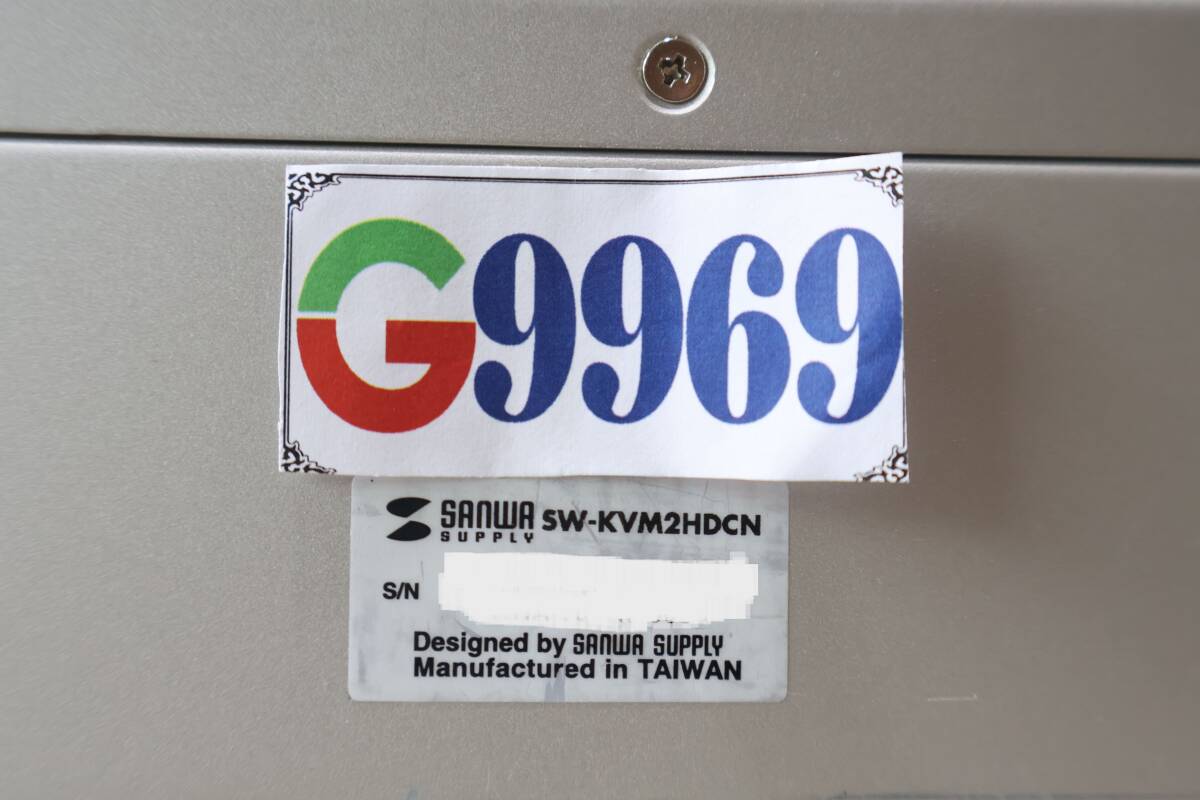 G9969
SANWA SUPPLY SW-KVM2HDCN
S/N
Designed by SANWA SUPPLY
Manufactured in TAIWAN